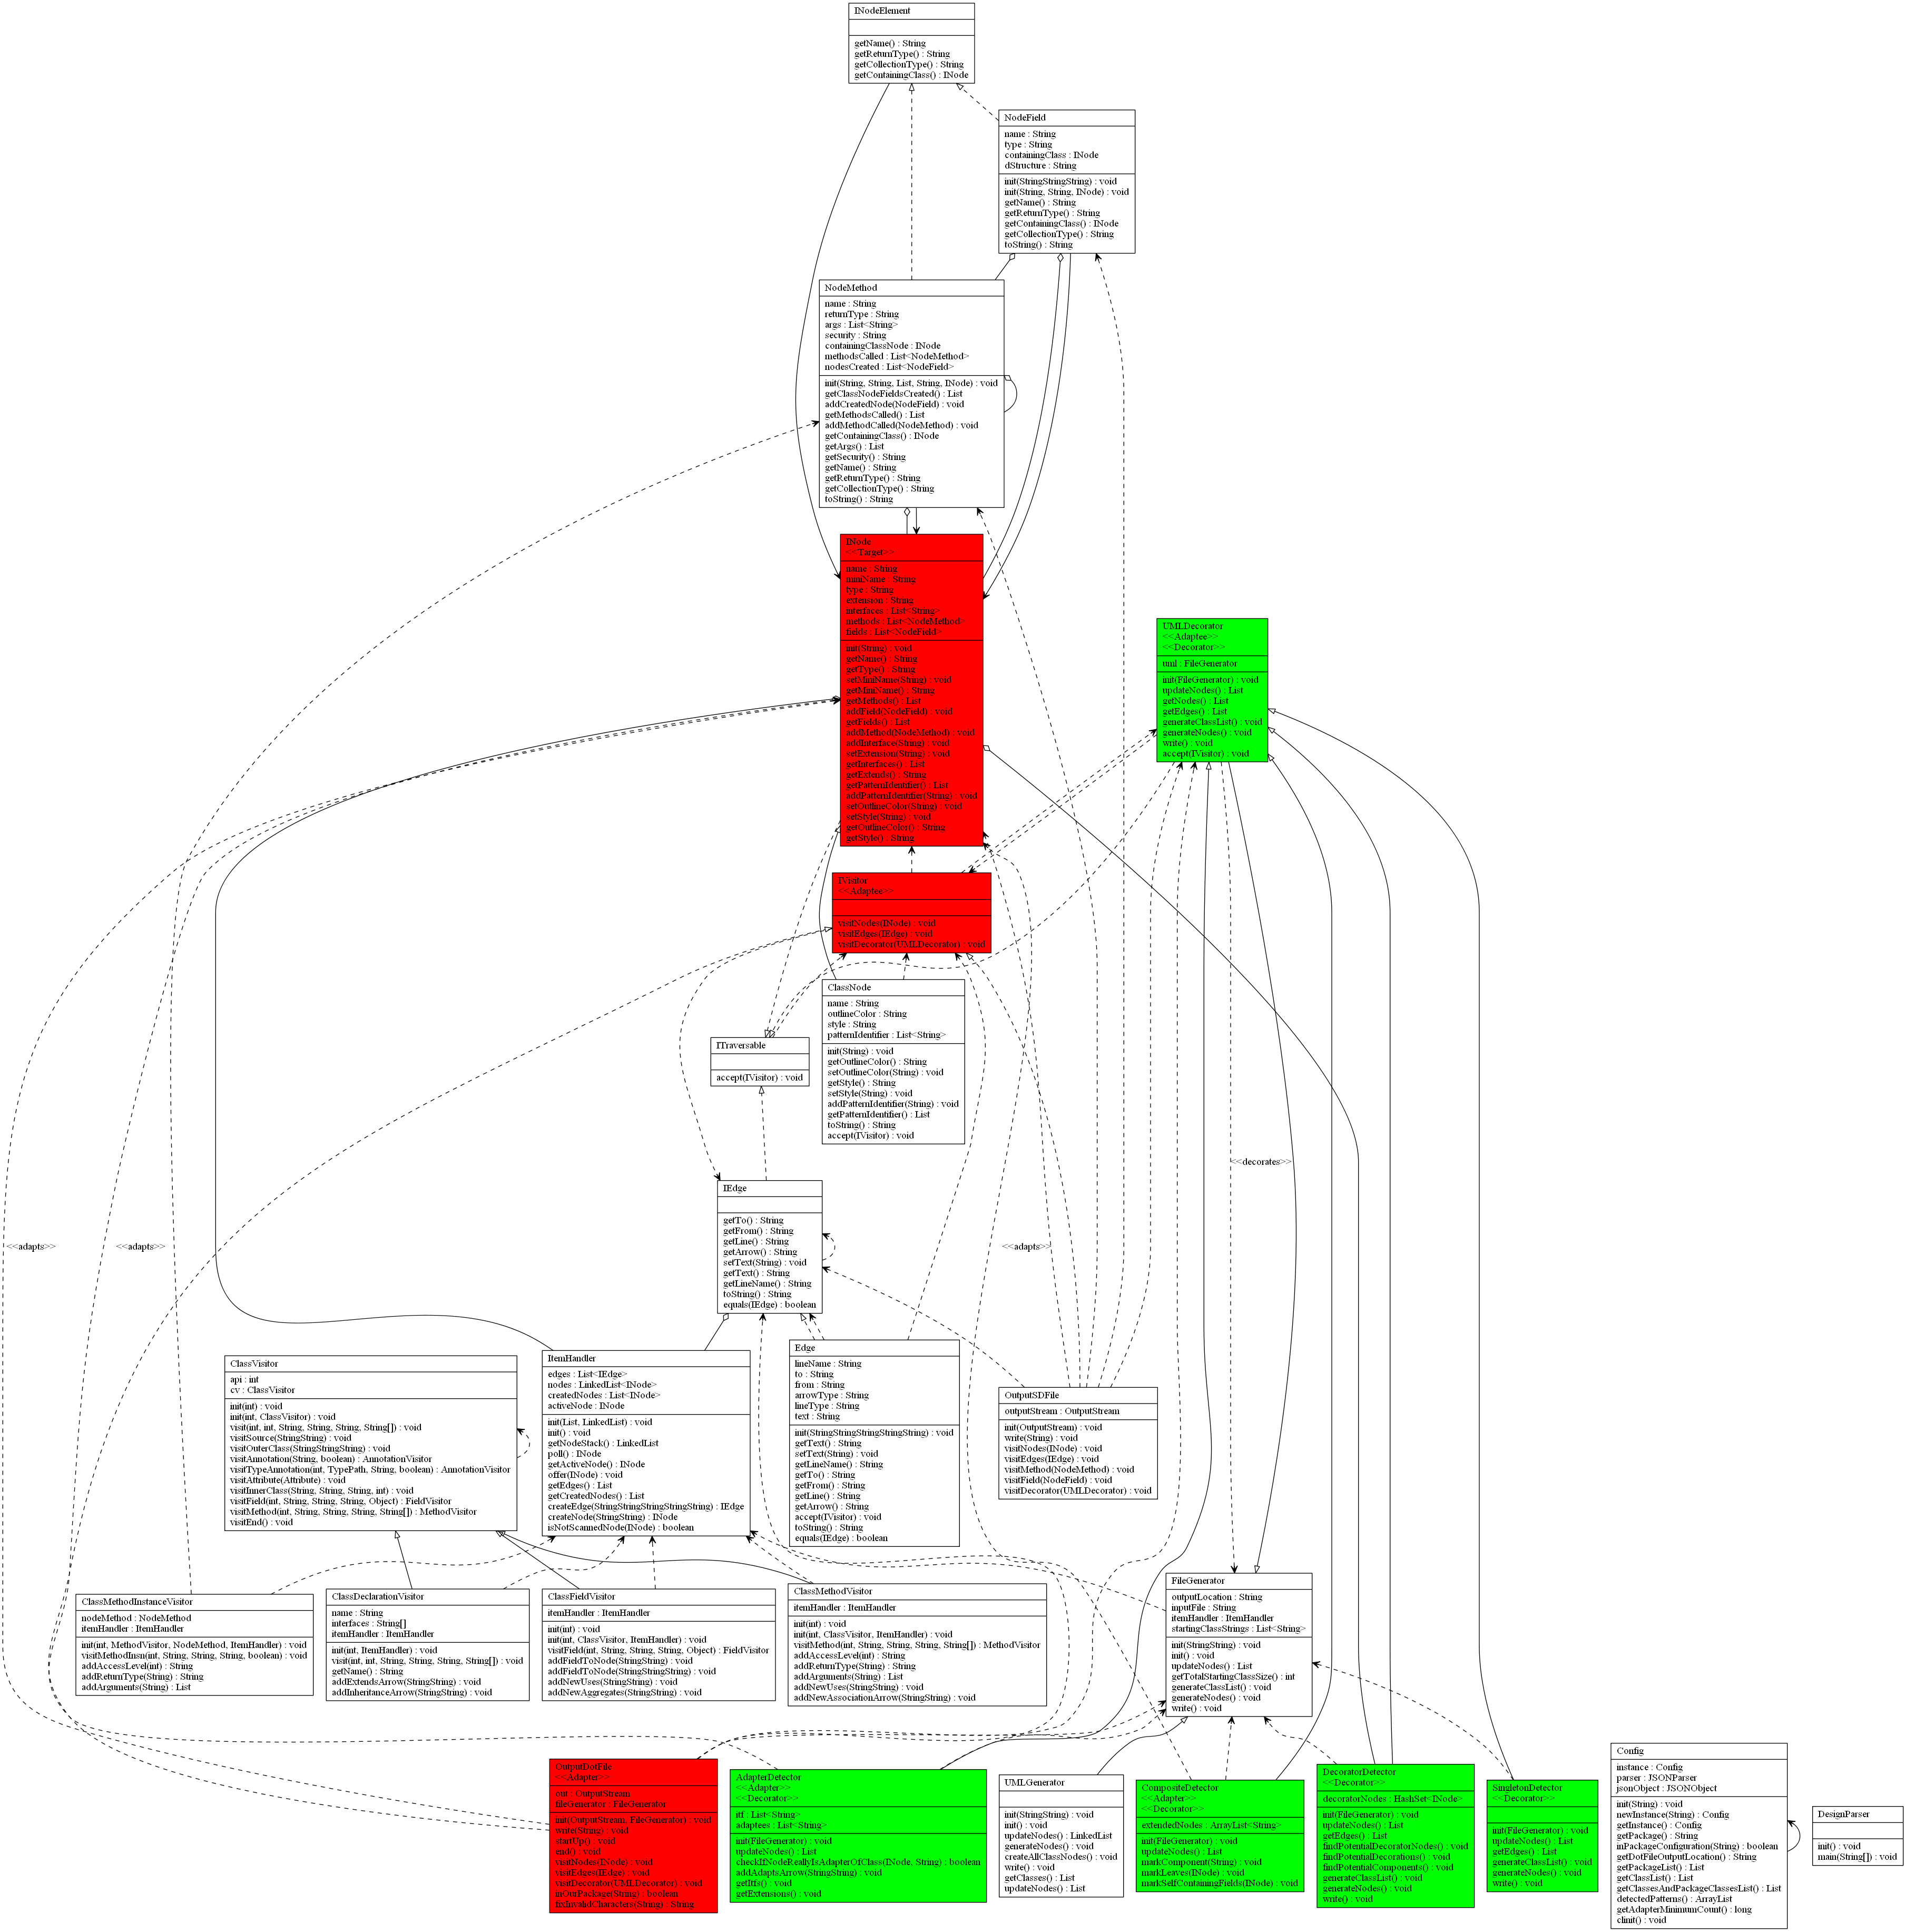 INodeElement
getName() : String
getReturnType() : String
getCollectionType() : String
getContainingClass() : INode
NodeField
name : String
type : String
containingClass : INode
dStructure : String
init(StringStringString) : void
init(String, String, INode) : void
getName() : String
getReturnType() : String
getContainingClass() : INode
getCollectionType() : String
toString() : String
NodeMethod
name : String
returnType : String
args : List<String>
security : String
containingClassNode : INode
methodsCalled : List<NodeMethod>
nodesCreated : List<NodeField>
init(String, String, List, String, INode) : void
getClassNodeFieldsCreated() : List
addCreatedNode(NodeField) : void
getMethodsCalled() : List
addMethodCalled(NodeMethod) : void
getContainingClass() : INode
getArgs() : List
getSecurity() : String
getName() : String
getReturnType() : String
getCollectionType() : String
toString() : String
INode
<<Target>>
name : String
miniName : String
type : String
extension : String
interfaces : List<String>
methods : List<NodeMethod>
fields : List<NodeField>
init(String) : void
getName() : String
getType() : String
setMiniName(String) : void
getMiniName() : String
getMethods() : List
addField(NodeField) : void
getFields() : List
addMethod(NodeMethod) : void
addInterface(String) : void
setExtension(String) : void
getInterfaces() : List
getExtends() : String
getPatternIdentifier() : List
addPatternIdentifier(String) : void
setOutlineColor(String) : void
setStyle(String) : void
getOutlineColor() : String
getStyle() : String
UMLDecorator
<<Adaptee>>
<<Decorator>>
uml : FileGenerator
init(FileGenerator) : void
updateNodes() : List
getNodes() : List
getEdges() : List
generateClassList() : void
generateNodes() : void
write() : void
accept(IVisitor) : void
IVisitor
<<Adaptee>>
visitNodes(INode) : void
visitEdges(IEdge) : void
visitDecorator(UMLDecorator) : void
ClassNode
name : String
outlineColor : String
style : String
patternIdentifier : List<String>
init(String) : void
getOutlineColor() : String
setOutlineColor(String) : void
getStyle() : String
setStyle(String) : void
addPatternIdentifier(String) : void
getPatternIdentifier() : List
toString() : String
accept(IVisitor) : void
ITraversable
accept(IVisitor) : void
<<decorates>>
IEdge
getTo() : String
getFrom() : String
getLine() : String
getArrow() : String
setText(String) : void
getText() : String
getLineName() : String
toString() : String
equals(IEdge) : boolean
<<adapts>>
<<adapts>>
<<adapts>>
ClassVisitor
api : int
cv : ClassVisitor
init(int) : void
init(int, ClassVisitor) : void
visit(int, int, String, String, String, String[]) : void
visitSource(StringString) : void
visitOuterClass(StringStringString) : void
visitAnnotation(String, boolean) : AnnotationVisitor
visitTypeAnnotation(int, TypePath, String, boolean) : AnnotationVisitor
visitAttribute(Attribute) : void
visitInnerClass(String, String, String, int) : void
visitField(int, String, String, String, Object) : FieldVisitor
visitMethod(int, String, String, String, String[]) : MethodVisitor
visitEnd() : void
ItemHandler
edges : List<IEdge>
nodes : LinkedList<INode>
createdNodes : List<INode>
activeNode : INode
init(List, LinkedList) : void
init() : void
getNodeStack() : LinkedList
poll() : INode
getActiveNode() : INode
offer(INode) : void
getEdges() : List
getCreatedNodes() : List
createEdge(StringStringStringStringString) : IEdge
createNode(StringString) : INode
isNotScannedNode(INode) : boolean
Edge
lineName : String
to : String
from : String
arrowType : String
lineType : String
text : String
init(StringStringStringStringString) : void
getText() : String
setText(String) : void
getLineName() : String
getTo() : String
getFrom() : String
getLine() : String
getArrow() : String
accept(IVisitor) : void
toString() : String
equals(IEdge) : boolean
OutputSDFile
outputStream : OutputStream
init(OutputStream) : void
write(String) : void
visitNodes(INode) : void
visitEdges(IEdge) : void
visitMethod(NodeMethod) : void
visitField(NodeField) : void
visitDecorator(UMLDecorator) : void
ClassMethodInstanceVisitor
nodeMethod : NodeMethod
itemHandler : ItemHandler
init(int, MethodVisitor, NodeMethod, ItemHandler) : void
visitMethodInsn(int, String, String, String, boolean) : void
addAccessLevel(int) : String
addReturnType(String) : String
addArguments(String) : List
ClassDeclarationVisitor
name : String
interfaces : String[]
itemHandler : ItemHandler
init(int, ItemHandler) : void
visit(int, int, String, String, String, String[]) : void
getName() : String
addExtendsArrow(StringString) : void
addInheritanceArrow(StringString) : void
ClassFieldVisitor
itemHandler : ItemHandler
init(int) : void
init(int, ClassVisitor, ItemHandler) : void
visitField(int, String, String, String, Object) : FieldVisitor
addFieldToNode(StringString) : void
addFieldToNode(StringStringString) : void
addNewUses(StringString) : void
addNewAggregates(StringString) : void
ClassMethodVisitor
itemHandler : ItemHandler
init(int) : void
init(int, ClassVisitor, ItemHandler) : void
visitMethod(int, String, String, String, String[]) : MethodVisitor
addAccessLevel(int) : String
addReturnType(String) : String
addArguments(String) : List
addNewUses(StringString) : void
addNewAssociationArrow(StringString) : void
FileGenerator
outputLocation : String
inputFile : String
itemHandler : ItemHandler
startingClassStrings : List<String>
init(StringString) : void
init() : void
updateNodes() : List
getTotalStartingClassSize() : int
generateClassList() : void
generateNodes() : void
write() : void
OutputDotFile
<<Adapter>>
out : OutputStream
fileGenerator : FileGenerator
init(OutputStream, FileGenerator) : void
write(String) : void
startUp() : void
end() : void
visitNodes(INode) : void
visitEdges(IEdge) : void
visitDecorator(UMLDecorator) : void
inOurPackage(String) : boolean
fixInvalidCharacters(String) : String
AdapterDetector
<<Adapter>>
<<Decorator>>
itf : List<String>
adaptees : List<String>
init(FileGenerator) : void
updateNodes() : List
checkIfNodeReallyIsAdapterOfClass(INode, String) : boolean
addAdaptsArrow(StringString) : void
getItfs() : void
getExtensions() : void
UMLGenerator
init(StringString) : void
init() : void
updateNodes() : LinkedList
generateNodes() : void
createAllClassNodes() : void
write() : void
getClasses() : List
updateNodes() : List
CompositeDetector
<<Adapter>>
<<Decorator>>
extendedNodes : ArrayList<String>
init(FileGenerator) : void
updateNodes() : List
markComponent(String) : void
markLeaves(INode) : void
markSelfContainingFields(INode) : void
DecoratorDetector
<<Decorator>>
decoratorNodes : HashSet<INode>
init(FileGenerator) : void
updateNodes() : List
getEdges() : List
findPotentialDecoratorNodes() : void
findPotentialDecorations() : void
findPotentialComponents() : void
generateClassList() : void
generateNodes() : void
write() : void
SingletonDetector
<<Decorator>>
init(FileGenerator) : void
updateNodes() : List
getEdges() : List
generateClassList() : void
generateNodes() : void
write() : void
Config
instance : Config
parser : JSONParser
jsonObject : JSONObject
init(String) : void
newInstance(String) : Config
getInstance() : Config
getPackage() : String
inPackageConfiguration(String) : boolean
getDotFileOutputLocation() : String
getPackageList() : List
getClassList() : List
getClassesAndPackageClassesList() : List
detectedPatterns() : ArrayList
getAdapterMinimumCount() : long
clinit() : void
DesignParser
init() : void
main(String[]) : void